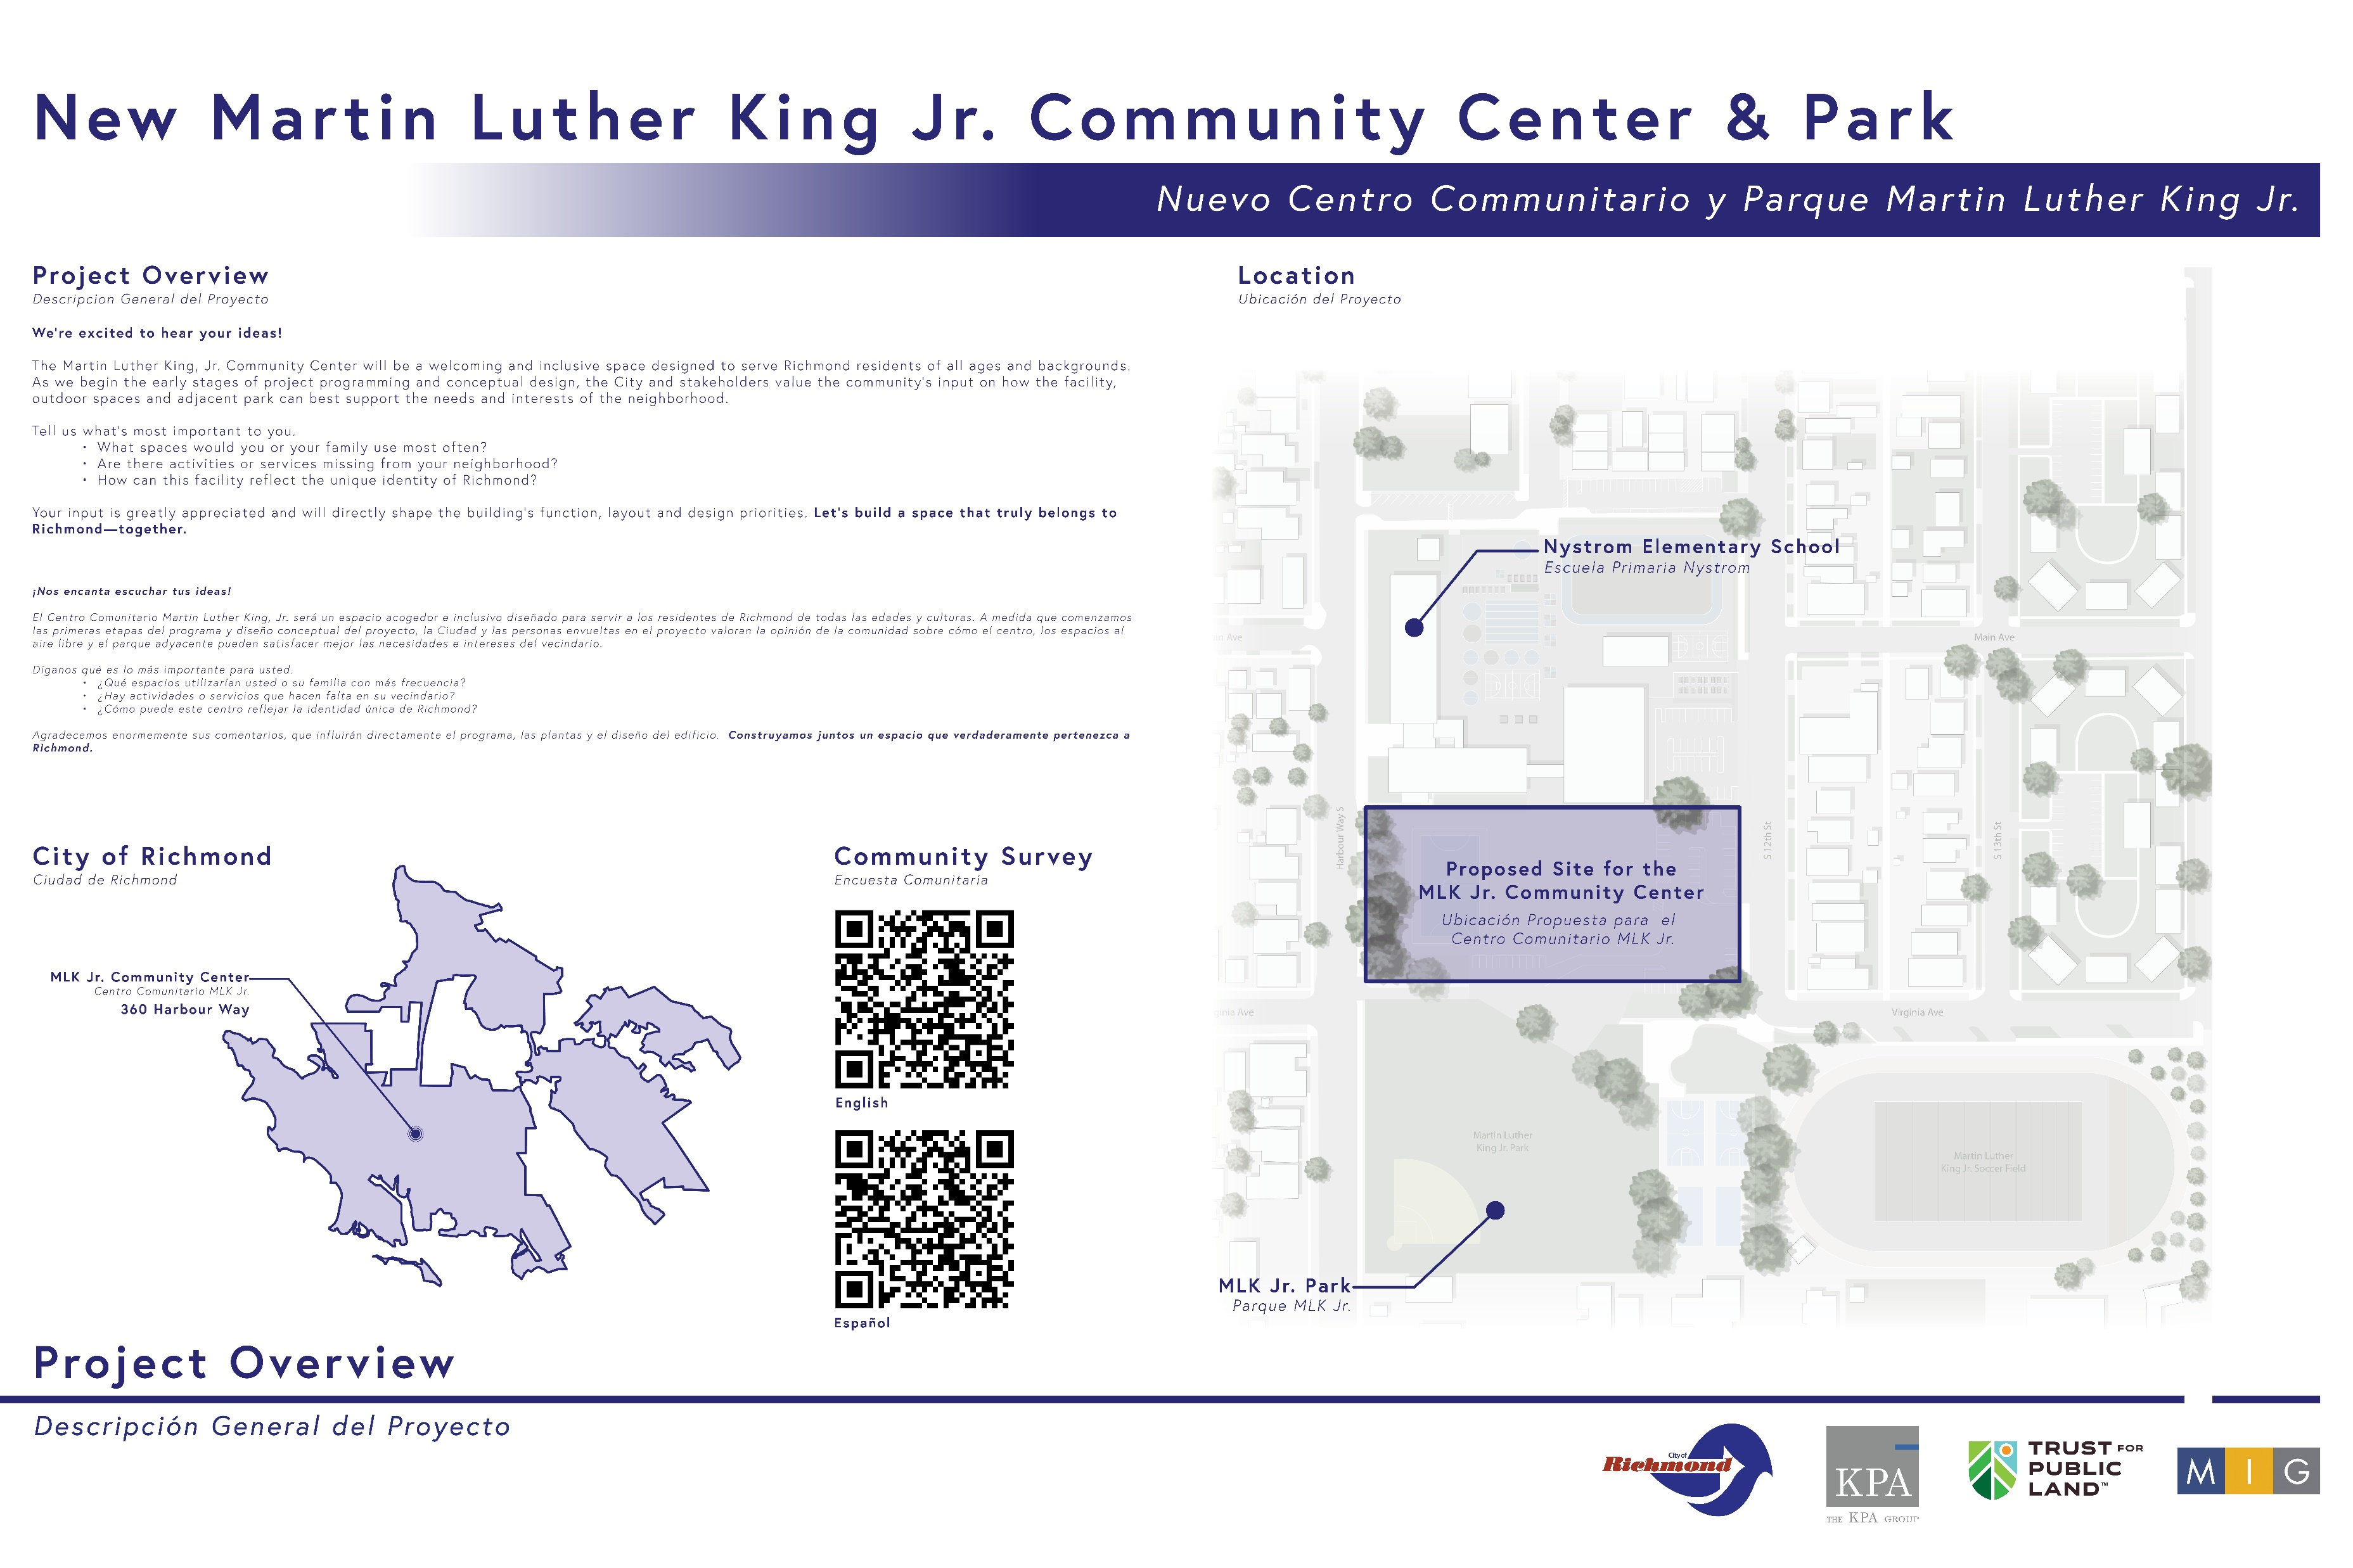 New Martin Luther King Jr. Community Center & Park
Nuevo Centro Communitario y Parque Martin Luther King Jr.
Project Overview
Descripcion General del Proyecto
We're excited to hear your ideas!
The Martin Luther King, Jr. Community Center will be a welcoming and inclusive space designed to serve Richmond residents of all ages and backgrounds.
As we begin the early stages of project programming and conceptual design, the City and stakeholders value the community's input on how the facility,
outdoor spaces and adjacent park can best support the needs and interests of the neighborhood.
Tell us what's most important to you.
• What spaces would you or your family use most often?
• Are there activities or services missing from your neighborhood?
• How can this facility reflect the unique identity of Richmond?
Your input is greatly appreciated and will directly shape the building's function, layout and design priorities. Let's build a space that truly belongs to
Richmond—together.
¡Nos encanta escuchar tus ideas!
El Centro Comunitario Martin Luther King, Jr. será un espacio acogedor e inclusivo diseñado para servir a los residentes de Richmond de todas las edades y culturas. A medida que comenzamos
las primeras etapas del programa y diseño conceptual del proyecto, la Ciudad y las personas envueltas en el proyecto valoran la opinión de la comunidad sobre cómo el centro, los espacios al
aire libre y el parque adyacente pueden satisfacer mejor las necesidades e intereses del vecindario.
Díganos qué es lo más importante para usted.
• ¿Qué espacios utilizarían usted o su familia con más frecuencia?
• ¿Hay actividades o servicios que hacen falta en su vecindario?
• ¿Cómo puede este centro reflejar la identidad única de Richmond?
Agradecemos enormemente sus comentarios, que influirán directamente el programa, las plantas y el diseño del edificio. Construyamos juntos un espacio que verdaderamente pertenezca a
Richmond.
City of Richmond
Ciudad de Richmond
MLK Jr. Community Center
Centro Comunitario MLK Jr.
360 Harbour Way
Community Survey
Encuesta Comunitaria
English
Español
Location
Ubicación del Proyecto
Nystrom Elementary School
Escuela Primaria Nystrom
Ave
Main Ave
Harbour Way S
S 12th St
S 13th St
Proposed Site for the
MLK Jr. Community Center
Ubicación Propuesta para el
Centro Comunitario MLK Jr.
Ave
Virginia Ave
Martin Luther
King Jr. Park
Martin Luther
King Jr. Soccer Field
MLK Jr. Park
Parque MLK Jr.
Project Overview
Descripción General del Proyecto
City of
Richmond
KPA
THE KPA GROUP
TRUST FOR
PUBLIC
LAND™
MIG